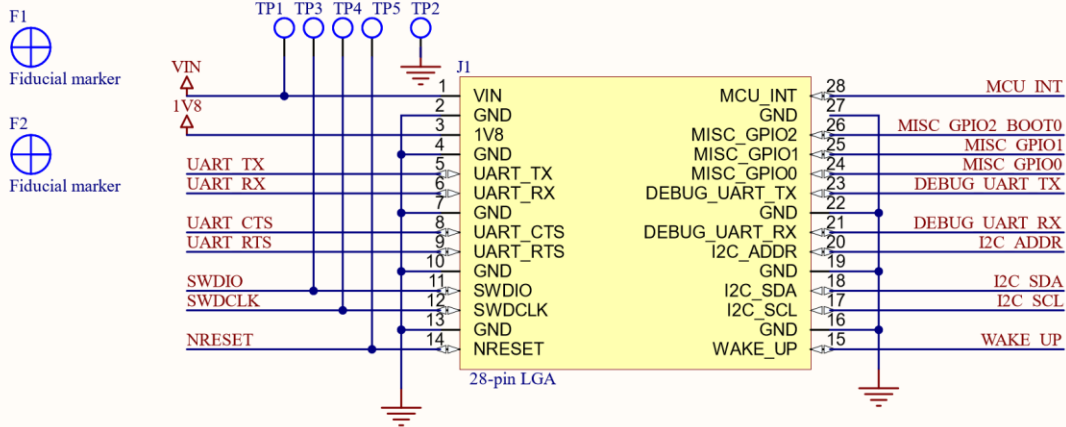 F1
Fiducial marker
F2
Fiducial marker
TP1 TP3 TP4 TP5 TP2
J1
VIN
1 VIN
2 GND
1V8
3 1V8
4 GND
UART_TX 5 UART_TX
UART_RX 6 UART_RX
7 GND
UART_CTS 8 UART_CTS
UART_RTS 9 UART_RTS
10 GND
SWDIO 11 SWDIO
SWDCLK 12 SWDCLK
13 GND
NRESET 14 NRESET
MCU_INT 28 MCU_INT
GND 27
MISC_GPIO2 26 MISC_GPIO2_BOOT0
MISC_GPIO1 25 MISC_GPIO1
MISC_GPIO0 24 MISC_GPIO0
DEBUG_UART_TX 23 DEBUG_UART_TX
GND 22
DEBUG_UART_RX 21 DEBUG_UART_RX
I2C_ADDR 20 I2C_ADDR
GND 19
I2C_SDA 18 I2C_SDA
I2C_SCL 17 I2C_SCL
GND 16
WAKE_UP 15 WAKE_UP
28-pin LGA